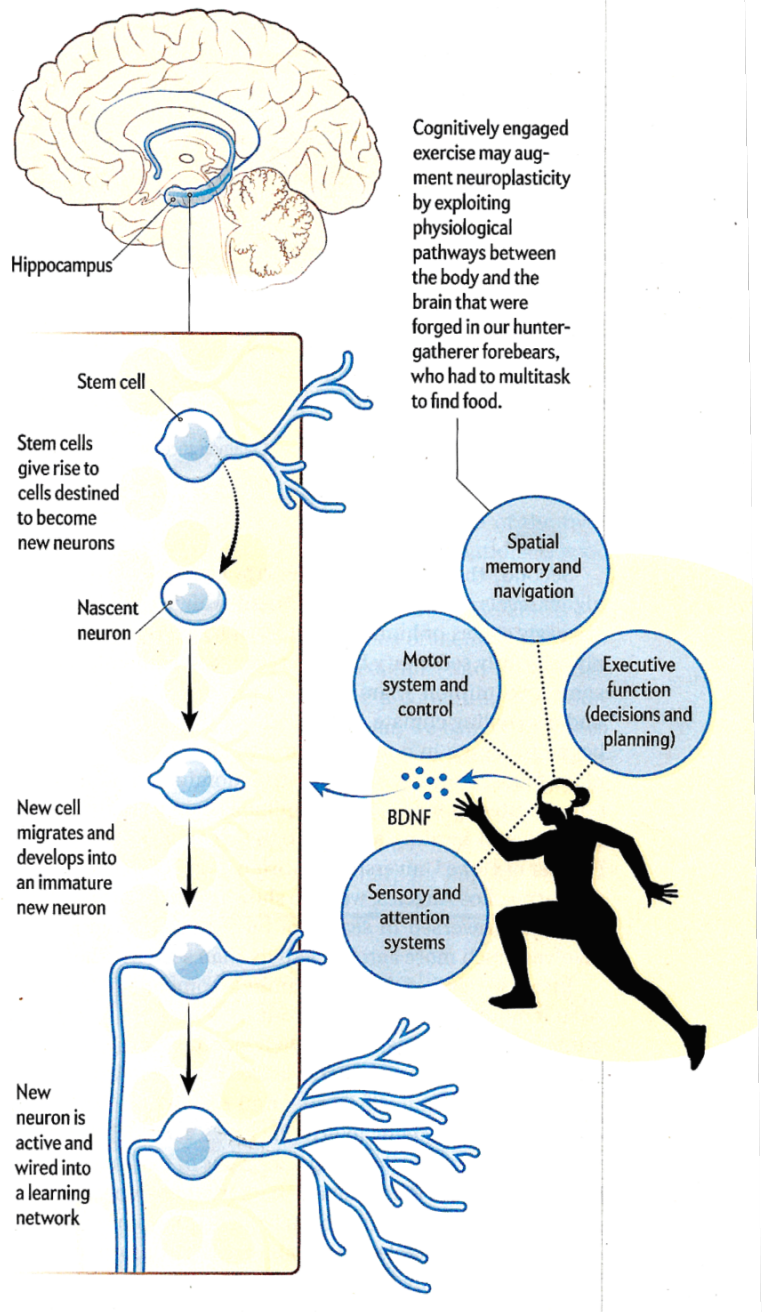 Cognitively engaged
exercise may aug-
ment neuroplasticity
by exploiting
physiological
pathways between
the body and the
brain that were
forged in our hunter-
gatherer forebears,
who had to multitask
to find food.
Hippocampus
Stem cell
Stem cells
give rise to
cells destined
to become
new neurons
Nascent
neuron
New cell
migrates and
develops into
an immature
new neuron
New
neuron is
active and
wired into
a learning
network
Spatial
memory and
navigation
Motor
system and
control
Executive
function
(decisions and
planning)
BDNF
Sensory and
attention
systems